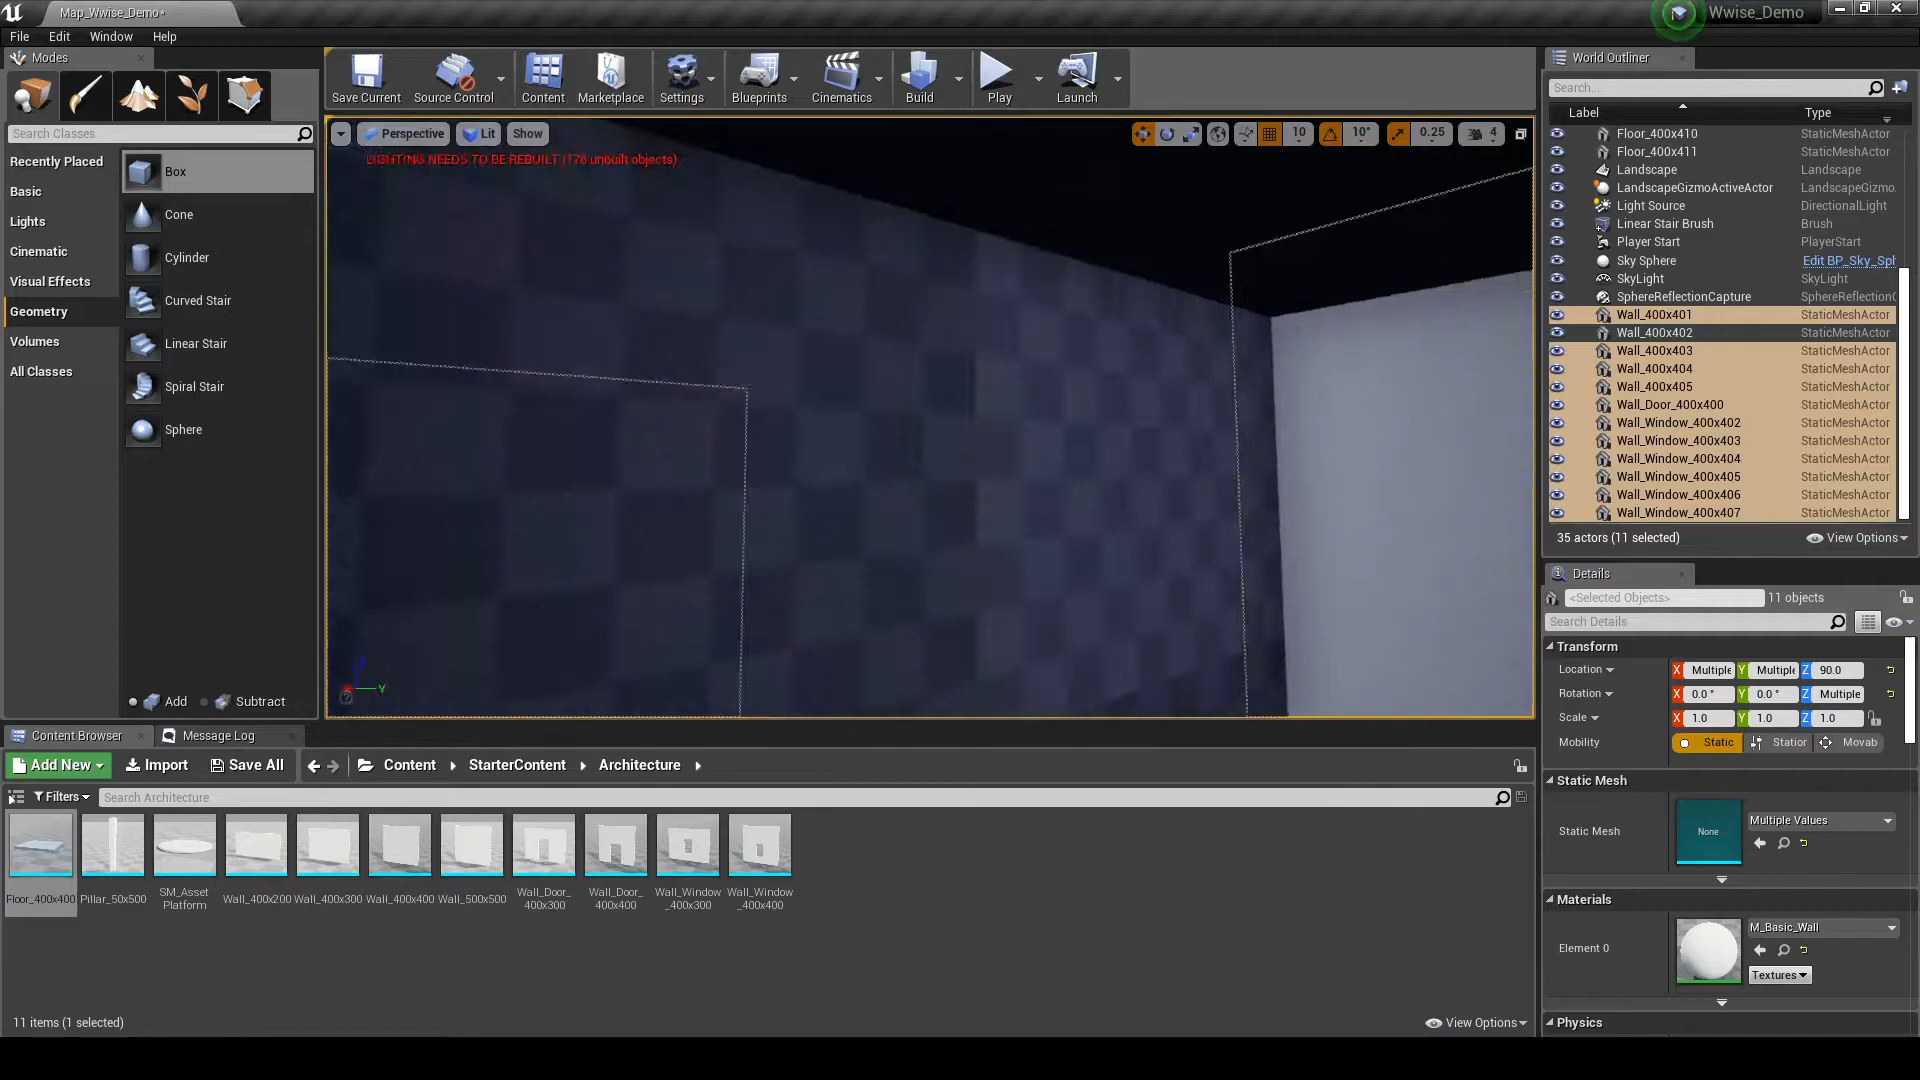 Map_Wwise_Demo*
Wwise_Demo
File Edit Window Help
Modes
Search Classes
Recently Placed
Basic
Lights
Cinematic
Visual Effects
Geometry
Volumes
All Classes
Box
Cone
Cylinder
Curved Stair
Linear Stair
Spiral Stair
Sphere
Add Subtract
Save Current Source Control Content Marketplace Settings Blueprints Cinematics Build Play Launch
Perspective Lit Show
10 10° 0.25 4
LIGHTING NEEDS TO BE REBUILT (178 unbuilt objects)
Y
World Outliner
Search...
Label Type
Floor_400x410 StaticMeshActor
Floor_400x411 StaticMeshActor
Landscape Landscape
LandscapeGizmoActiveActor LandscapeGizmo.
Light Source DirectionalLight
Linear Stair Brush Brush
Player Start PlayerStart
Sky Sphere Edit BP_Sky_Sph
SkyLight SkyLight
SphereReflectionCapture SphereReflectionC
Wall_400x401 StaticMeshActor
Wall_400x402 StaticMeshActor
Wall_400x403 StaticMeshActor
Wall_400x404 StaticMeshActor
Wall_400x405 StaticMeshActor
Wall_Door_400x400 StaticMeshActor
Wall_Window_400x402 StaticMeshActor
Wall_Window_400x403 StaticMeshActor
Wall_Window_400x404 StaticMeshActor
Wall_Window_400x405 StaticMeshActor
Wall_Window_400x406 StaticMeshActor
Wall_Window_400x407 StaticMeshActor
35 actors (11 selected) View Options
Details
<Selected Objects> 11 objects
Search Details
Transform
Location X Multiple Y Multiple Z 90.0
Rotation X 0.0 ° Y 0.0 ° Z Multiple
Scale X 1.0 Y 1.0 Z 1.0
Mobility Static Station Movab
Static Mesh
Static Mesh None Multiple Values
Materials
Element 0 M_Basic_Wall
Textures
Physics
Content Browser Message Log
Add New Import Save All Content StarterContent Architecture
Filters Search Architecture
Floor_400x400
Pillar_50x500
SM_Asset
Platform
Wall_400x200
Wall_400x300
Wall_400x400
Wall_500x500
Wall_Door_
400x300
Wall_Door_
400x400
Wall_Window
_400x300
Wall_Window
_400x400
11 items (1 selected) View Options